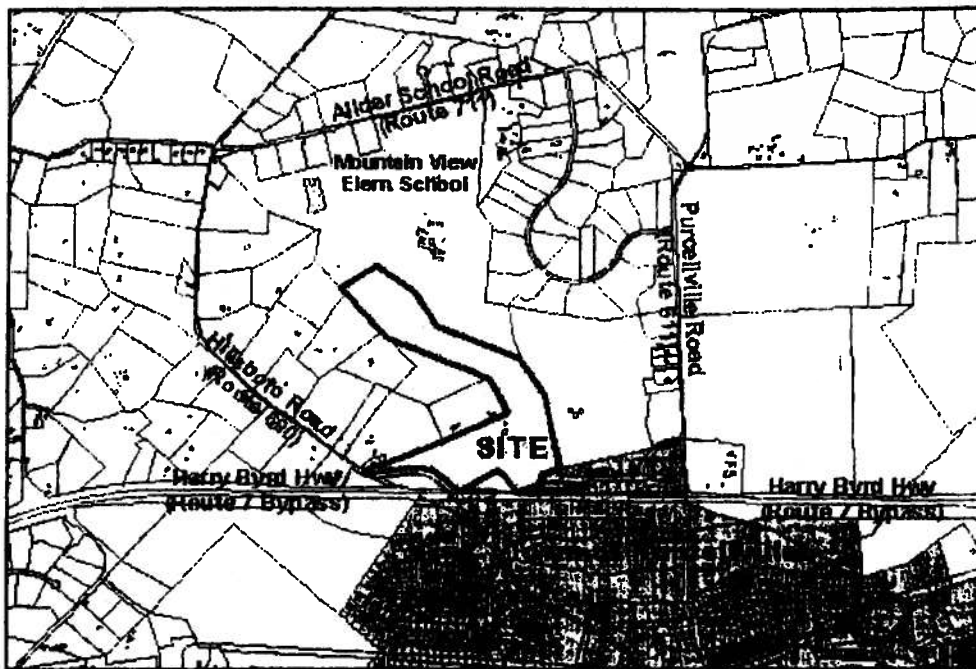 Allder School Road
(Route 711)
Mountain View
Elem School
Purcellville Road
(Route 611)
Hillsboro Road
(Route 690)
SITE
Harry Byrd Hwy
(Route 7 Bypass)
Harry Byrd Hwy
(Route 7 Bypass)